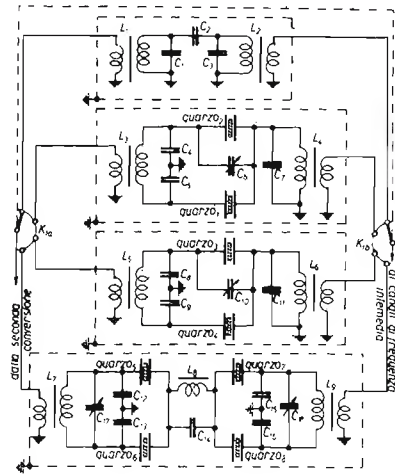 L₁ C₂ L₂
C₁ C₃
quarzo₂
L₃ C₄ L₄
C₅ C₆ C₇
quarzo₁
K₁ₐ K₁b
quarzo₃
L₅ C₈ L₆
C₉ C₁₀ C₁₁
quarzo₄
dalla seconda
conversione
ai canali di frequenza
intemedia
quarzo₅ L₈ quarzo₇
L₇ C₁₂ C₁₅ L₉
C₁₃ C₁₄ C₁₆
quarzo₆ quarzo₈